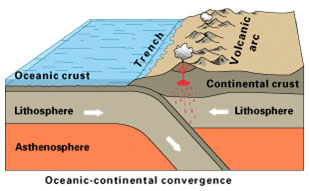 Trench
Volcanic
arc
Oceanic crust
Continental crust
Lithosphere
Lithosphere
Asthenosphere
Oceanic-continental convergence